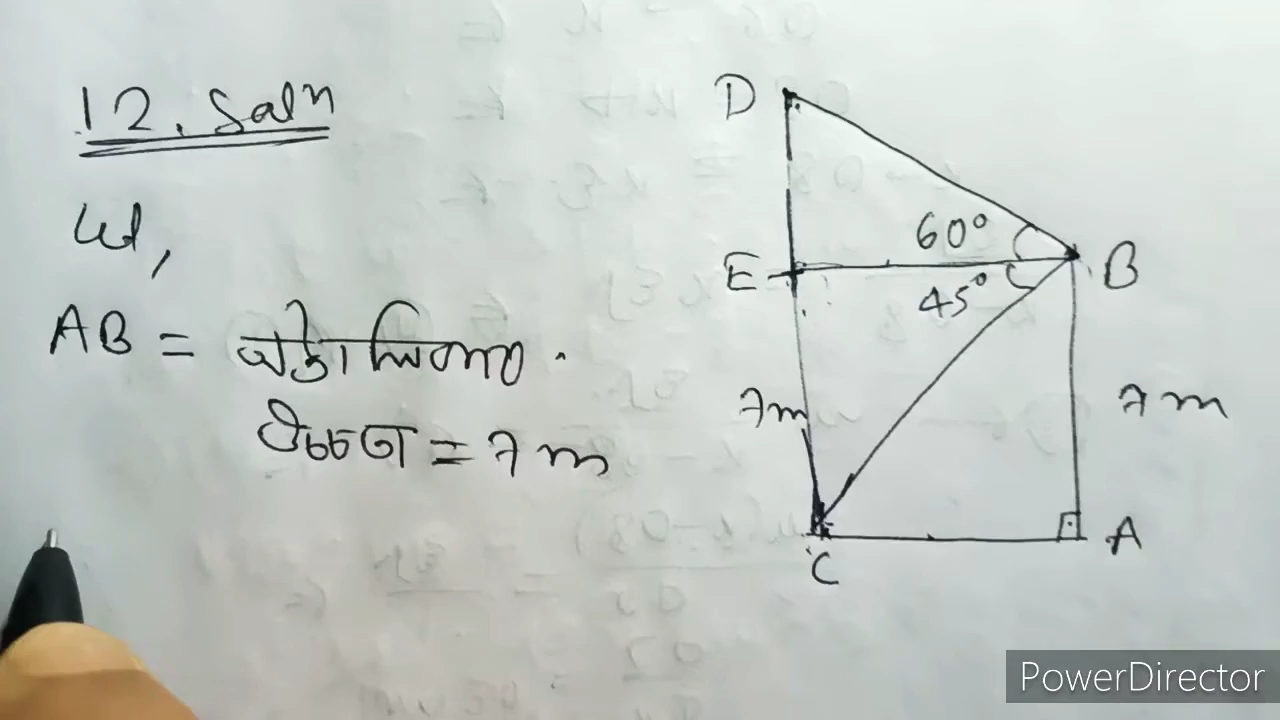 12. Solⁿ
Let,
AB = অট্টালিকাৰ
উচ্চতা = 7 m
D
60°
E
B
45°
7m
7 m
C
A
PowerDirector